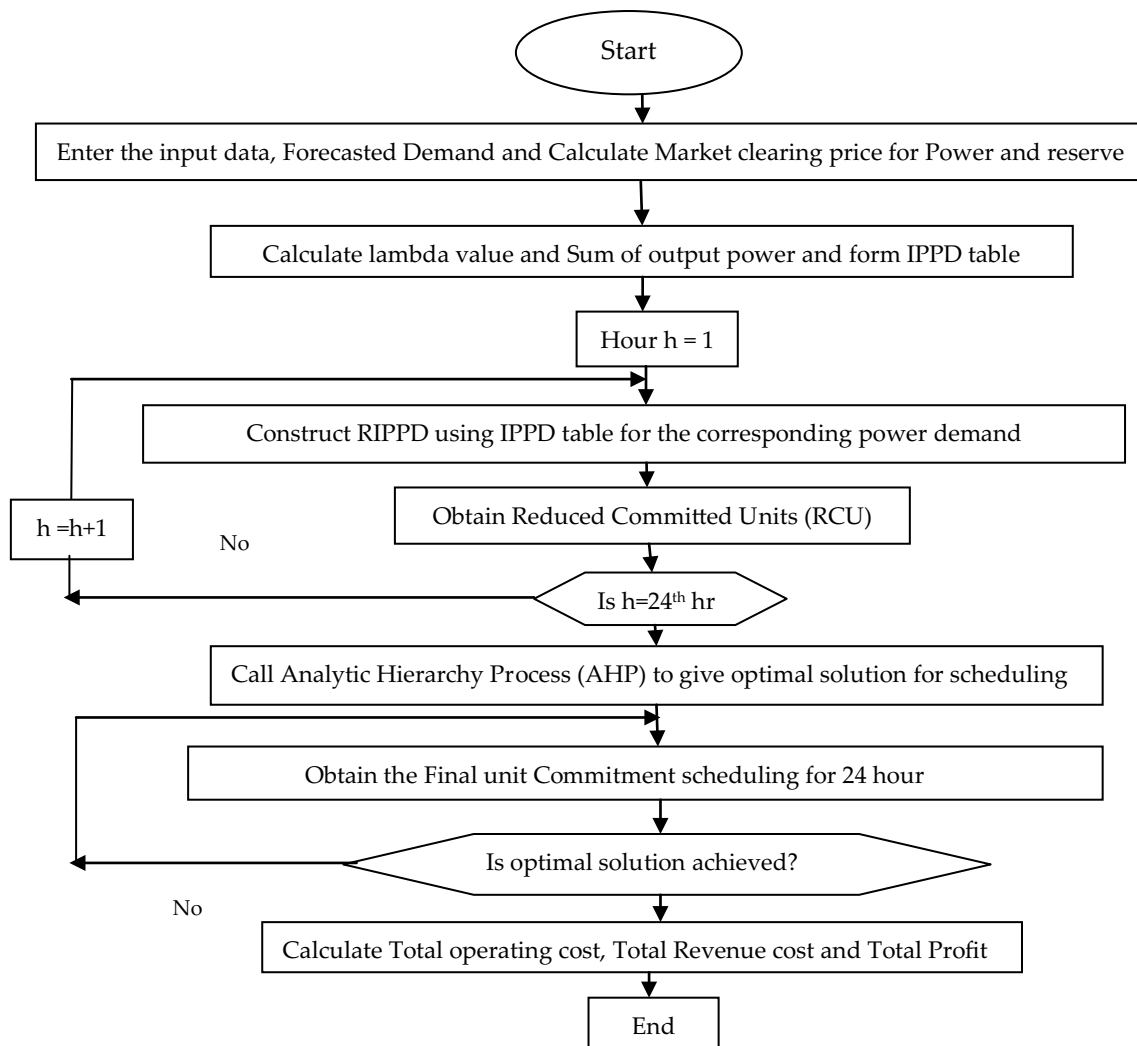 Start
Enter the input data, Forecasted Demand and Calculate Market clearing price for Power and reserve
Calculate lambda value and Sum of output power and form IPPD table
Hour h = 1
Construct RIPPD using IPPD table for the corresponding power demand
h =h+1
Obtain Reduced Committed Units (RCU)
No
Is h=24th hr
Call Analytic Hierarchy Process (AHP) to give optimal solution for scheduling
Obtain the Final unit Commitment scheduling for 24 hour
Is optimal solution achieved?
No
Calculate Total operating cost, Total Revenue cost and Total Profit
End